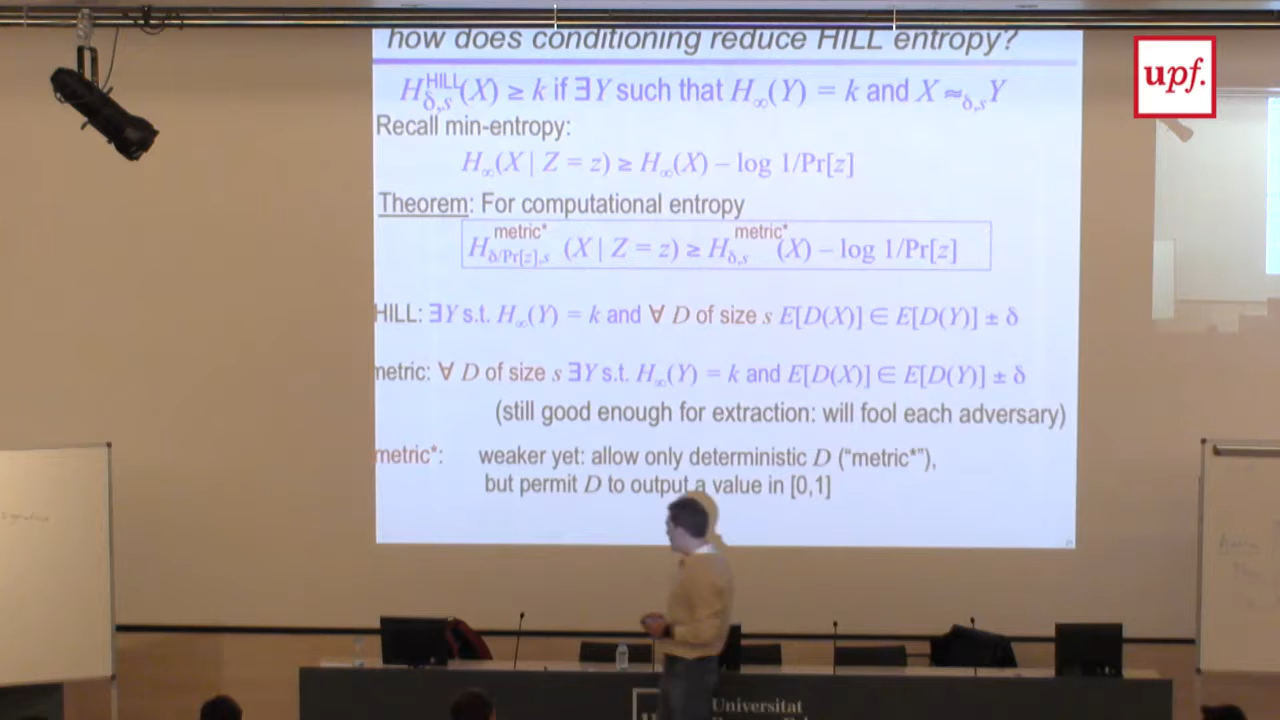 how does conditioning reduce HILL entropy?
upf.
H^HILL_δ,s(X) ≥ k if ∃Y such that H_∞(Y) = k and X ≈_δ,s Y
Recall min-entropy:
H_∞(X | Z = z) ≥ H_∞(X) – log 1/Pr[z]
Theorem: For computational entropy
H^metric*_δ/Pr[z],s (X | Z = z) ≥ H^metric*_δ,s (X) – log 1/Pr[z]
HILL: ∃Y s.t. H_∞(Y) = k and ∀ D of size s E[D(X)] ∈ E[D(Y)] ± δ
metric: ∀ D of size s ∃Y s.t. H_∞(Y) = k and E[D(X)] ∈ E[D(Y)] ± δ
(still good enough for extraction: will fool each adversary)
metric*: weaker yet: allow only deterministic D (“metric*”),
but permit D to output a value in [0,1]
Universitat